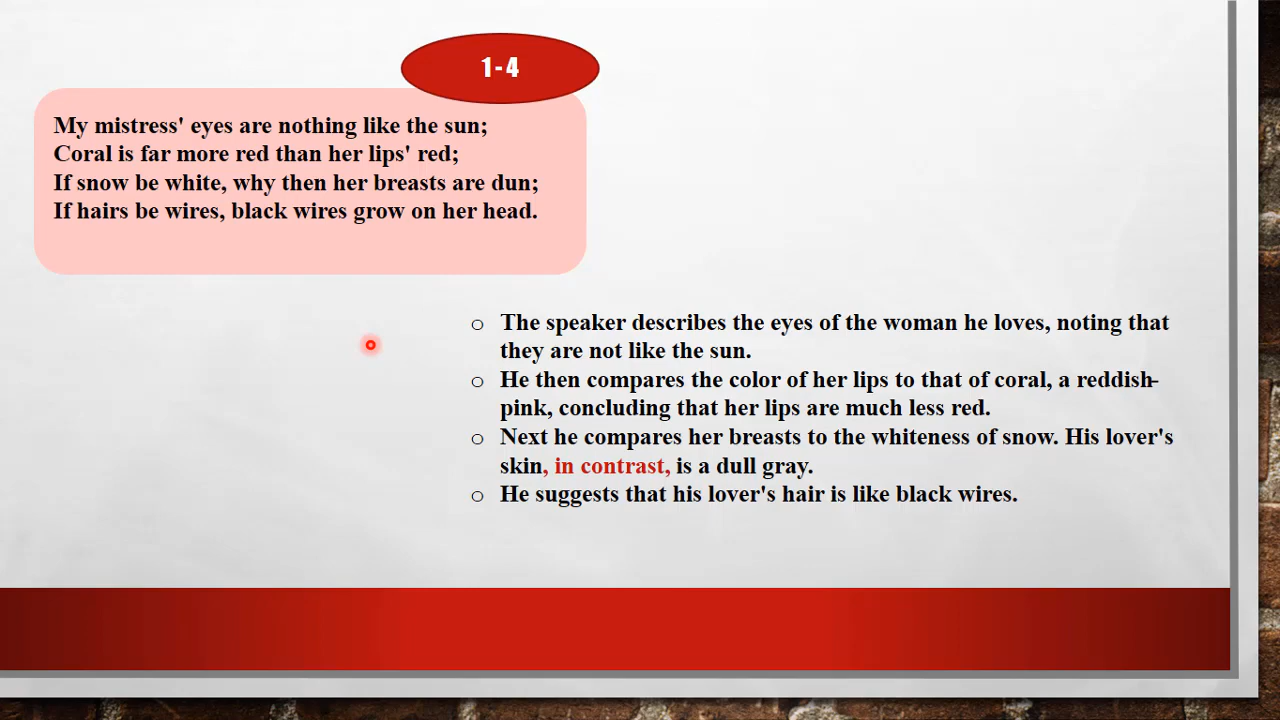 1-4
My mistress' eyes are nothing like the sun;
Coral is far more red than her lips' red;
If snow be white, why then her breasts are dun;
If hairs be wires, black wires grow on her head.
o The speaker describes the eyes of the woman he loves, noting that
they are not like the sun.
o He then compares the color of her lips to that of coral, a reddish-
pink, concluding that her lips are much less red.
o Next he compares her breasts to the whiteness of snow. His lover's
skin, in contrast, is a dull gray.
o He suggests that his lover's hair is like black wires.